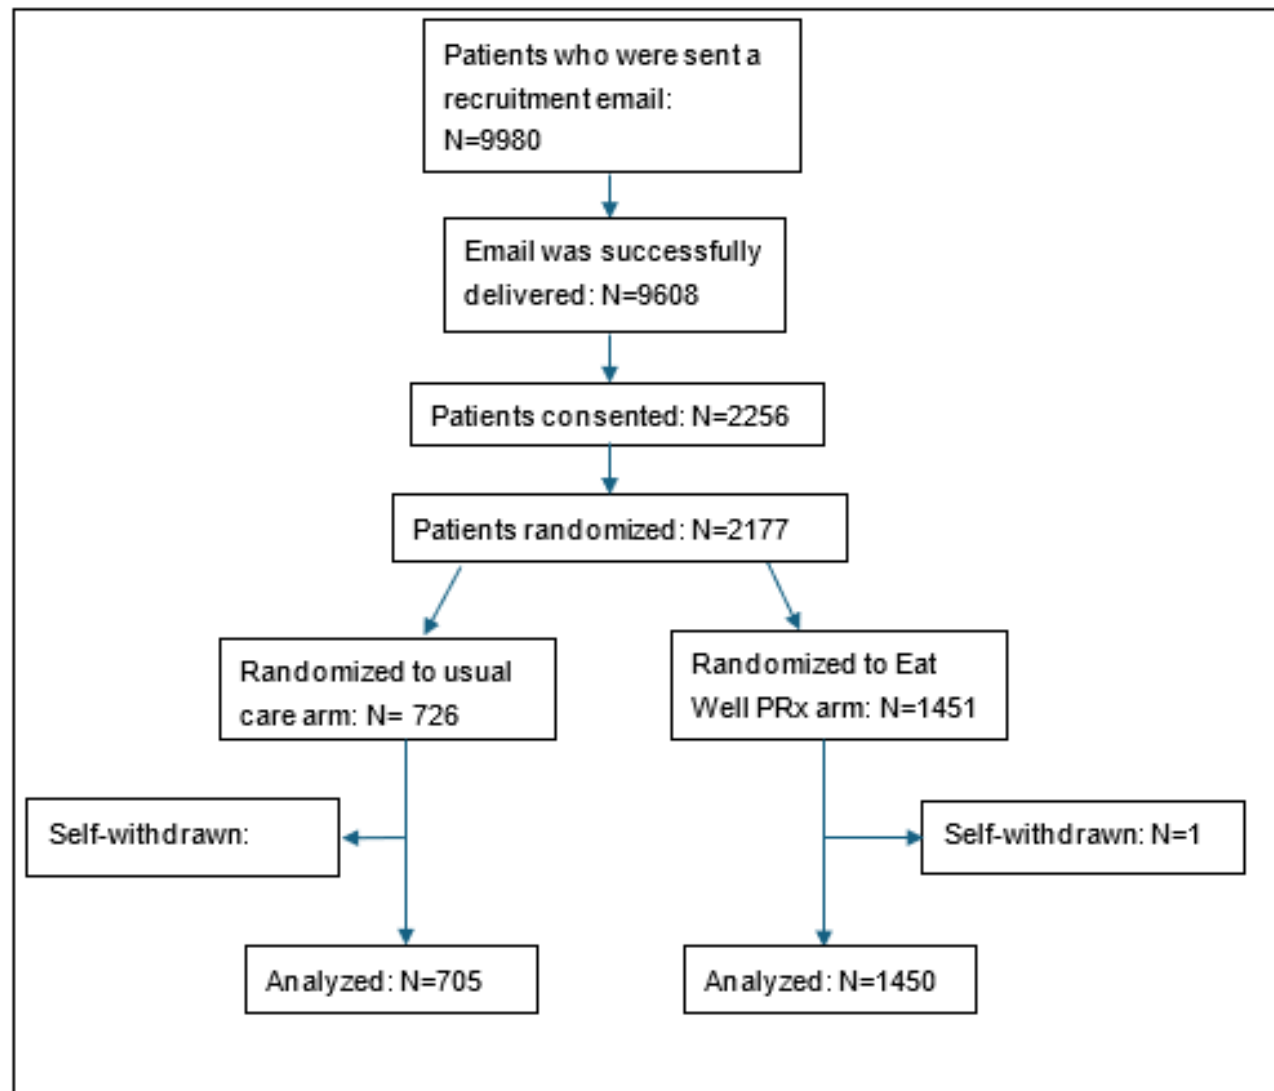 Patients who were sent a
recruitment email:
N=9980
Email was successfully
delivered: N=9608
Patients consented: N=2256
Patients randomized: N=2177
Randomized to usual
care arm: N= 726
Randomized to Eat
Well PRx arm: N=1451
Self-withdrawn:
Self-withdrawn: N=1
Analyzed: N=705
Analyzed: N=1450